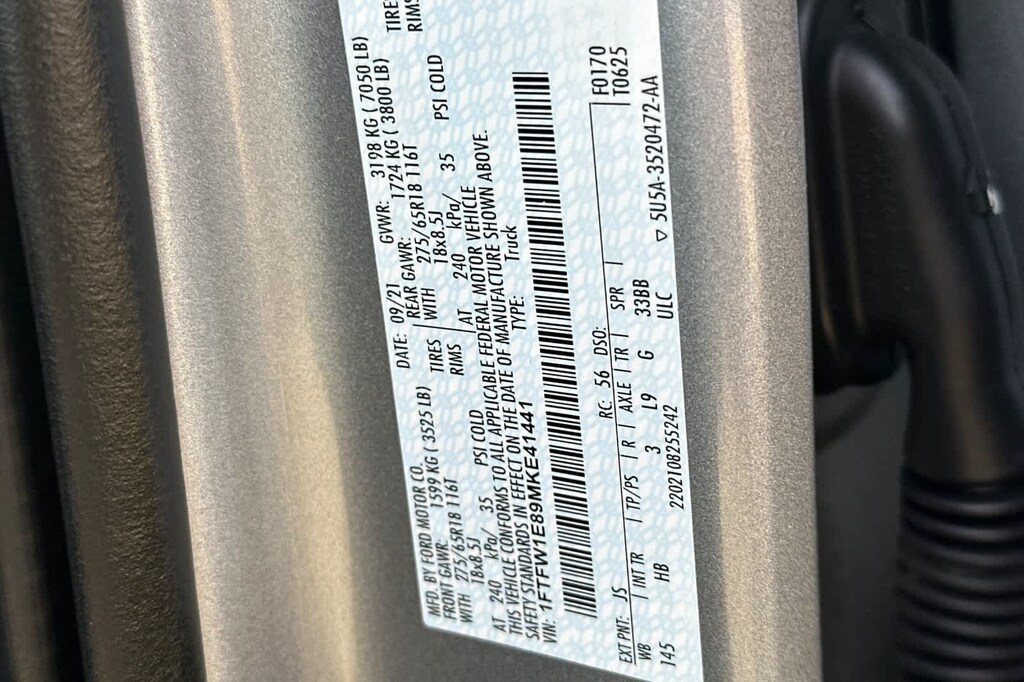 MFD. BY FORD MOTOR CO.
DATE: 09/21 GVWR: 3198 KG ( 7050 LB)
FRONT GAWR: 1599 KG ( 3525 LB) REAR GAWR: 1724 KG ( 3800 LB)
WITH 275/65R18 116T TIRES WITH 275/65R18 116T TIRE
18x8.5J RIMS 18x8.5J RIMS
AT 240 kPa/ 35 PSI COLD AT 240 kPa/ 35 PSI COLD
THIS VEHICLE CONFORMS TO ALL APPLICABLE FEDERAL MOTOR VEHICLE
SAFETY STANDARDS IN EFFECT ON THE DATE OF MANUFACTURE SHOWN ABOVE.
VIN: 1FTFW1E89MKE41441 TYPE: Truck
F0170
EXT PNT: JS RC: 56 DSO: T0625
WB | INT TR | TP/PS | R | AXLE | TR | SPR |
145 HB 3 L9 G 33BB
2202108255242 ULC ▽ 5U5A-3520472-AA